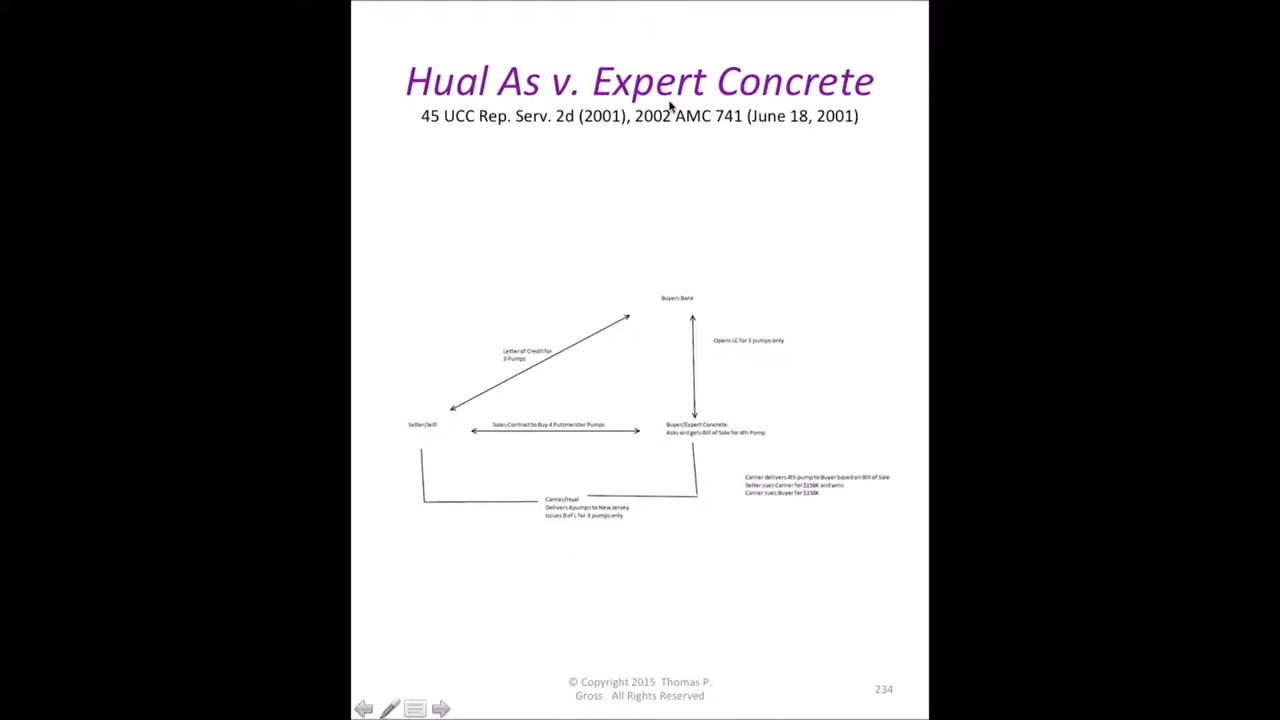 Hual As v. Expert Concrete
45 UCC Rep. Serv. 2d (2001), 2002 AMC 741 (June 18, 2001)
Buyers Bank
Opens LC for 3 pumps only
Letter of Credit for
3 Pumps
Seller/Jelil
Sales Contract to Buy 4 Putzmeister Pumps
Buyer/Expert Concrete
Asks and gets Bill of Sale for 4th Pump
Carrier delivers 4th pump to Buyer based on Bill of Sale
Seller sues Carrier for $158K and wins
Carrier sues Buyer for $158K
Carrier/Hual
Delivers 4 pumps to New Jersey
Issues B of L for 3 pumps only
© Copyright 2015 Thomas P.
Gross. All Rights Reserved
234